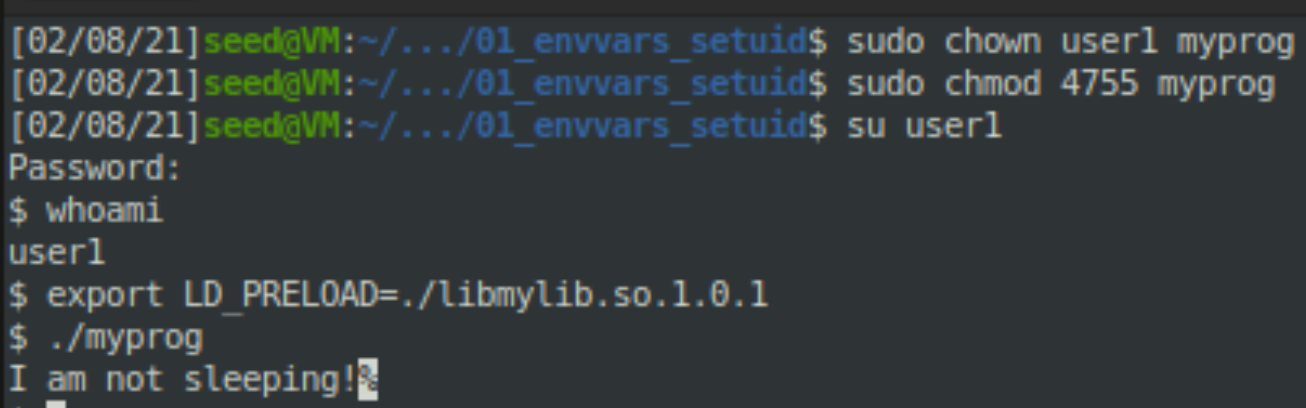 [02/08/21]seed@VM:~/.../01_envvars_setuid$ sudo chown user1 myprog
[02/08/21]seed@VM:~/.../01_envvars_setuid$ sudo chmod 4755 myprog
[02/08/21]seed@VM:~/.../01_envvars_setuid$ su user1
Password:
$ whoami
user1
$ export LD_PRELOAD=./libmylib.so.1.0.1
$ ./myprog
I am not sleeping!%